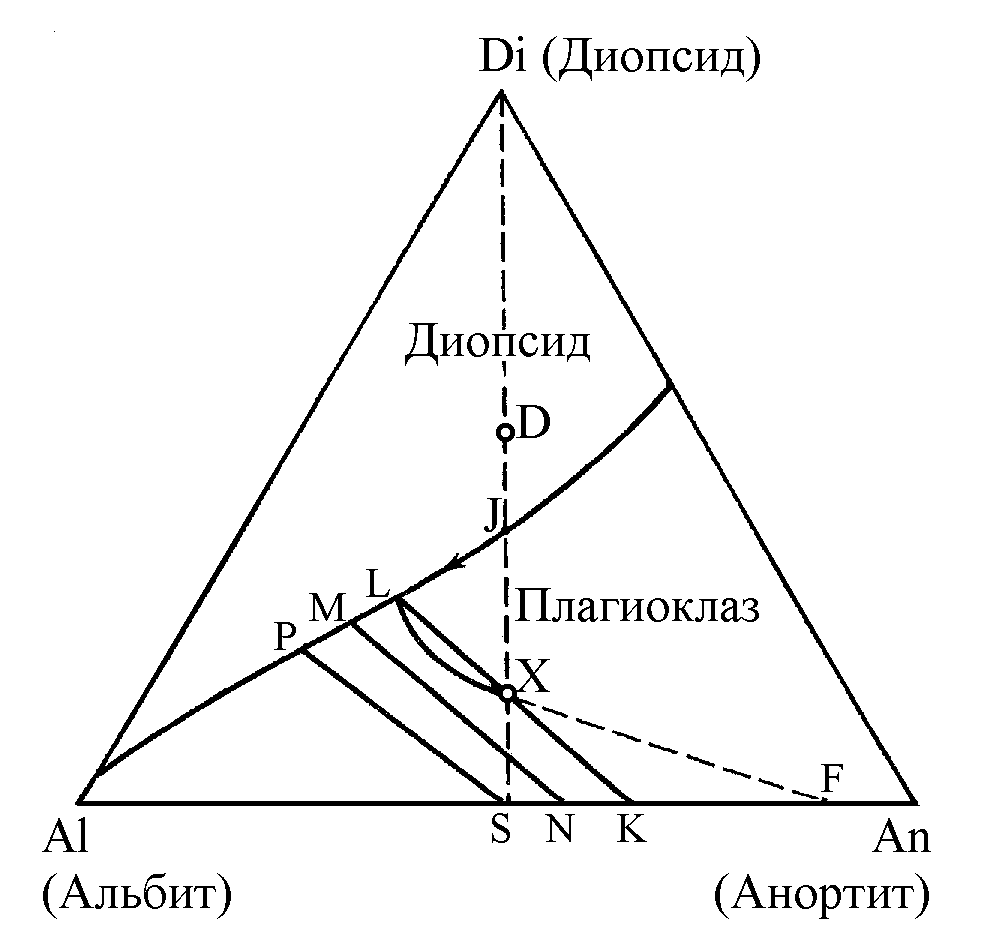 Di (Диопсид)
Диопсид
D
J
L
M
P
Плагиоклаз
X
F
S N K
Al An
(Альбит) (Анортит)